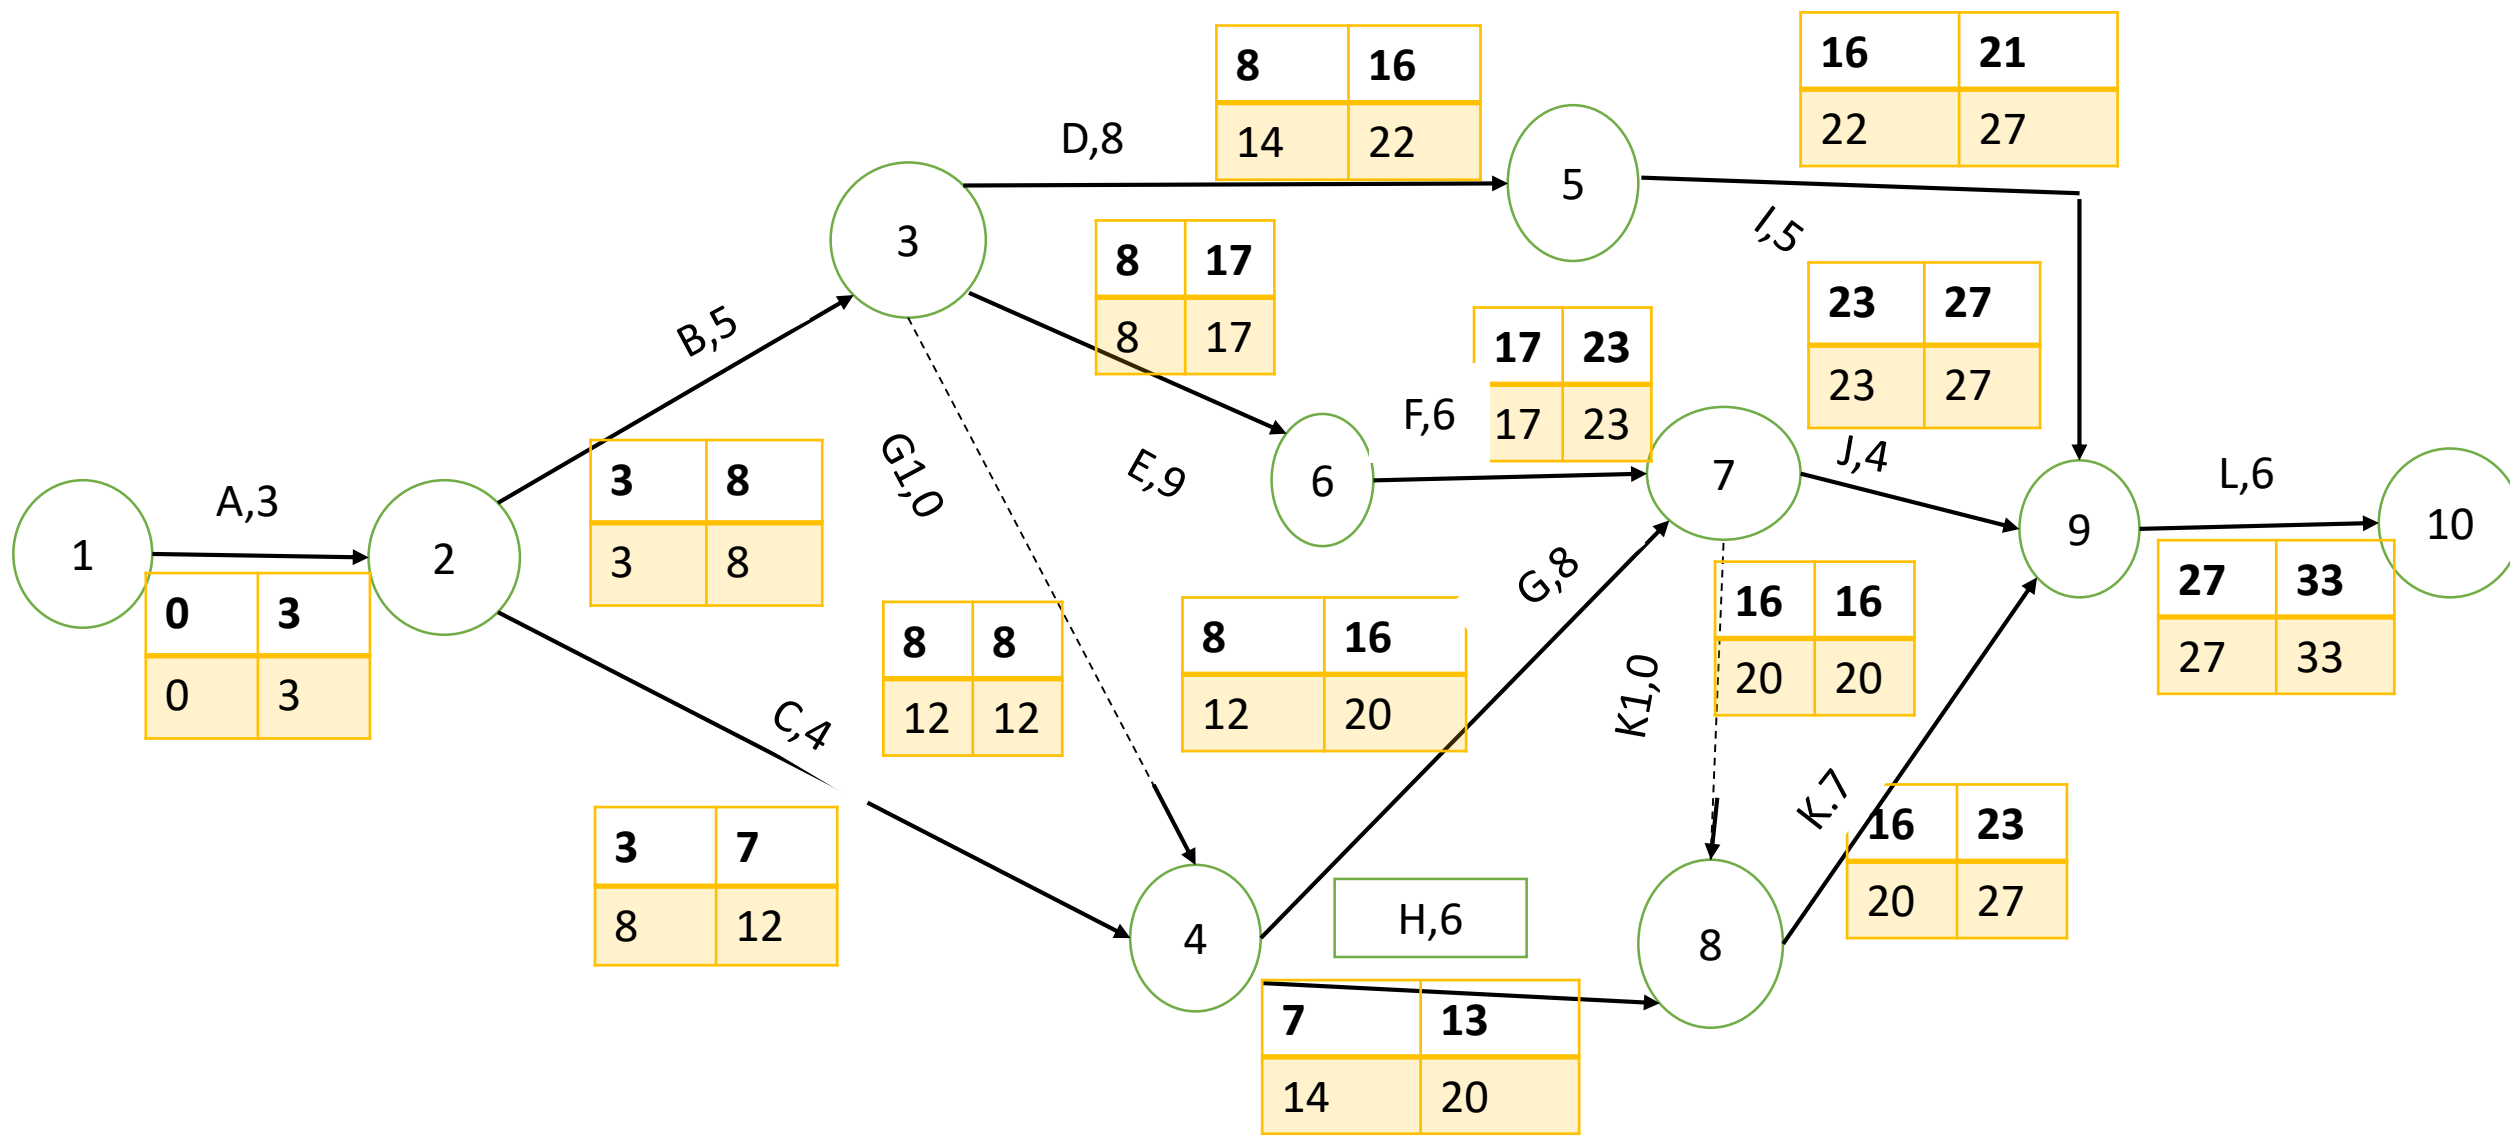 8 16
14 22
16 21
22 27
D,8
3
5
I,5
8 17
8 17
B,5
17 23
17 23
23 27
23 27
G1,0
E,9
F,6
6
7
J,4
L,6
3 8
3 8
A,3
1
2
9
10
0 3
0 3
8 8
12 12
8 16
12 20
G,8
16 16
20 20
K1,0
27 33
27 33
C,4
3 7
8 12
K.7
16 23
20 27
4
H,6
8
7 13
14 20